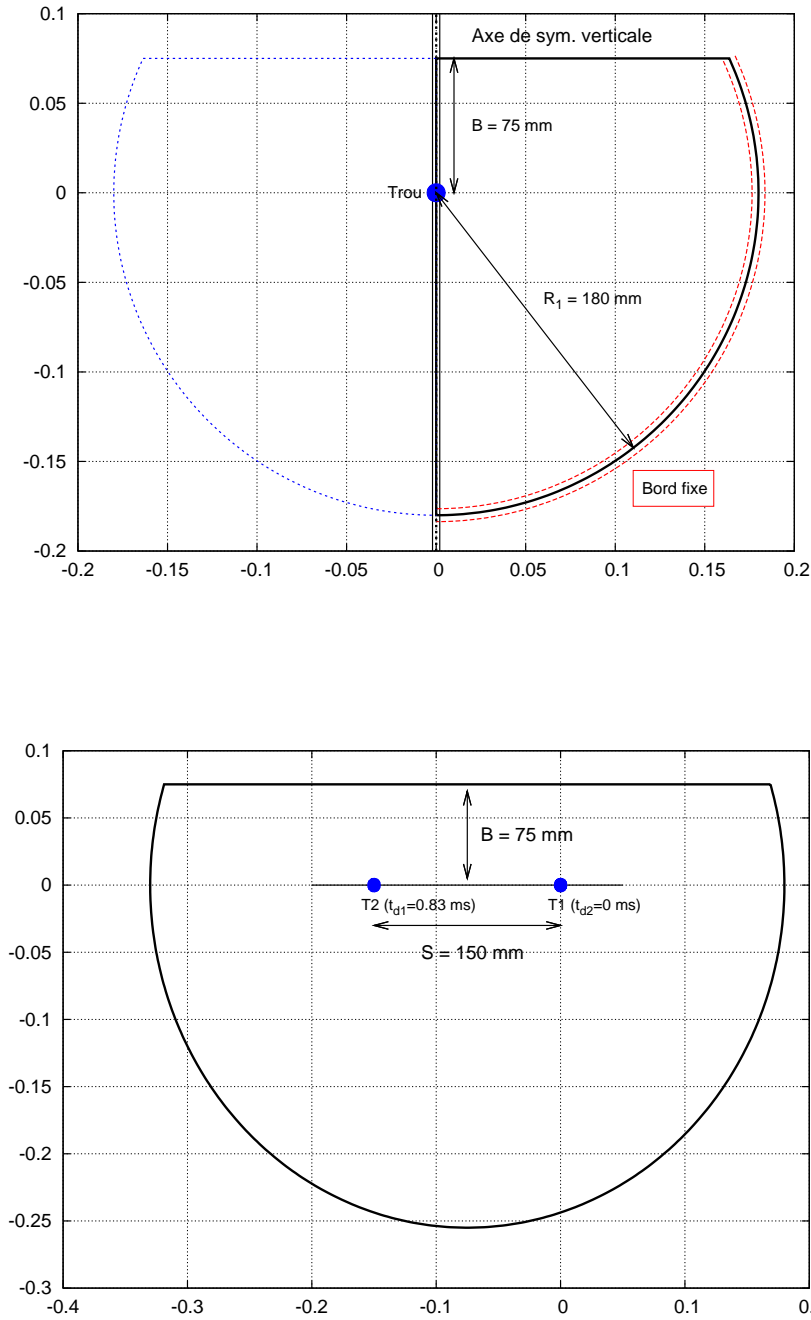 0.1
Axe de sym. verticale
0.05
B = 75 mm
0
Trou
-0.05
R1 = 180 mm
-0.1
-0.15
Bord fixe
-0.2
-0.2 -0.15 -0.1 -0.05 0 0.05 0.1 0.15 0.2
0.1
0.05
B = 75 mm
0
T2 (td1=0.83 ms) T1 (td2=0 ms)
-0.05
S = 150 mm
-0.1
-0.15
-0.2
-0.25
-0.3
-0.4 -0.3 -0.2 -0.1 0 0.1